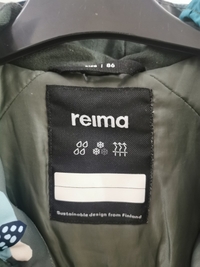 SIZE | 86
reima
Sustainable design from Finland